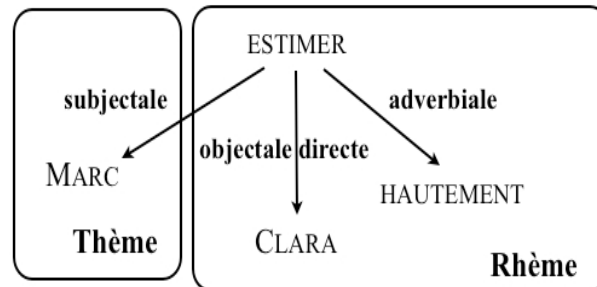 ESTIMER
subjectale
adverbiale
objectale directe
MARC
HAUTEMENT
Thème
CLARA
Rhème